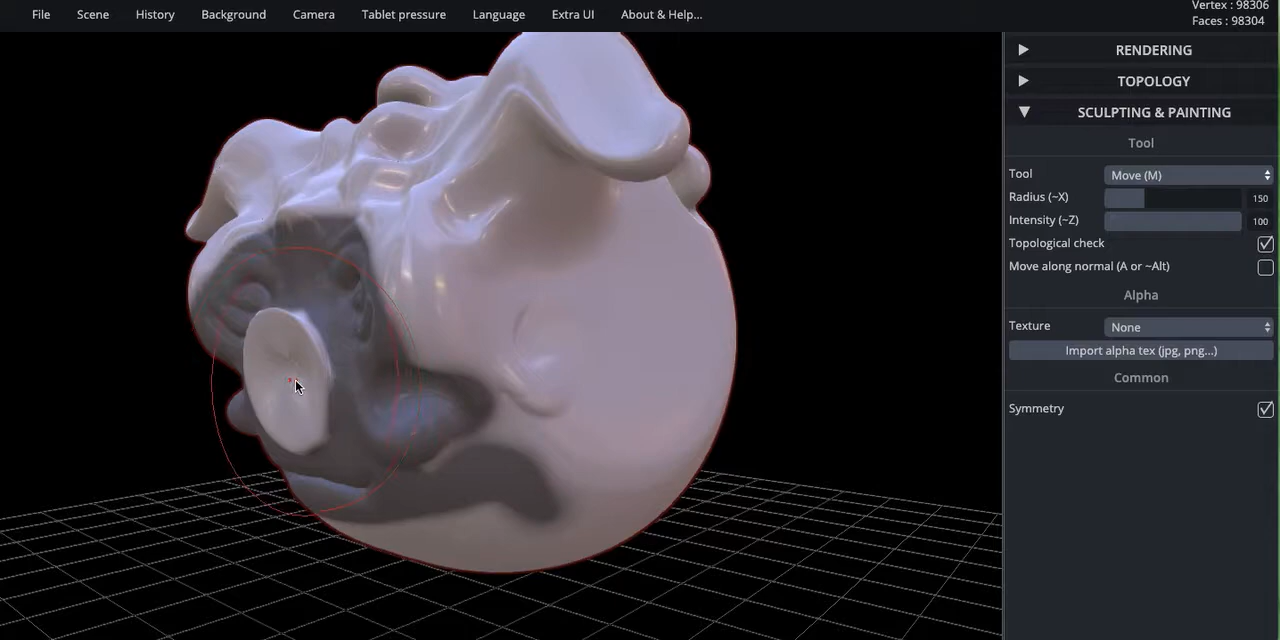 File Scene History Background Camera Tablet pressure Language Extra UI About & Help...
Vertex : 98306
Faces : 98304
RENDERING
TOPOLOGY
SCULPTING & PAINTING
Tool
Tool Move (M)
Radius (~X) 150
Intensity (~Z) 100
Topological check
Move along normal (A or ~Alt)
Alpha
Texture None
Import alpha tex (jpg, png...)
Common
Symmetry